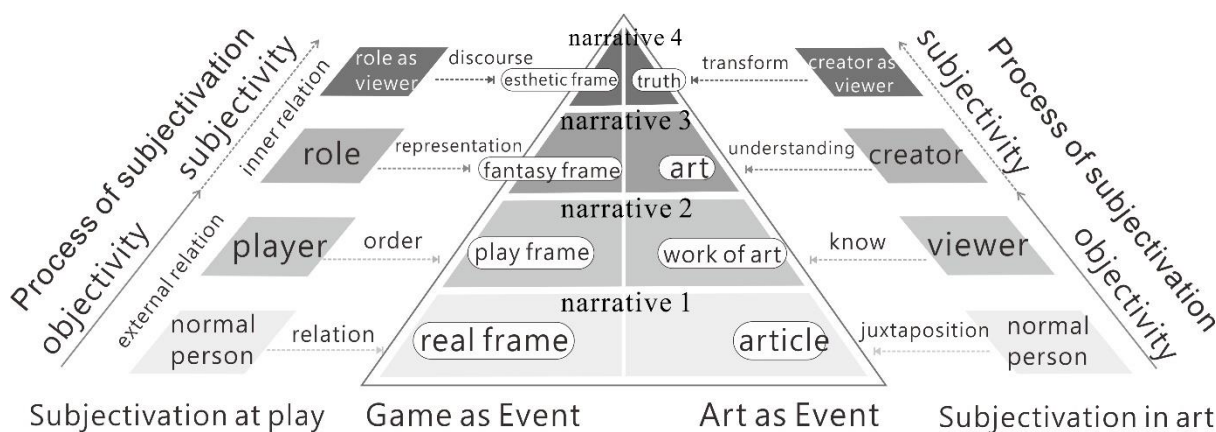 narrative 4
role as
viewer
discourse
esthetic frame
truth
transform
creator as
viewer
narrative 3
role
representation
fantasy frame
art
understanding
creator
narrative 2
player
order
play frame
work of art
know
viewer
narrative 1
normal
person
relation
real frame
article
juxtaposition
normal
person
Process of subjectivation
objectivity
subjectivity
external relation
inner relation
subjectivity
objectivity
Process of subjectivation
Subjectivation at play
Game as Event
Art as Event
Subjectivation in art